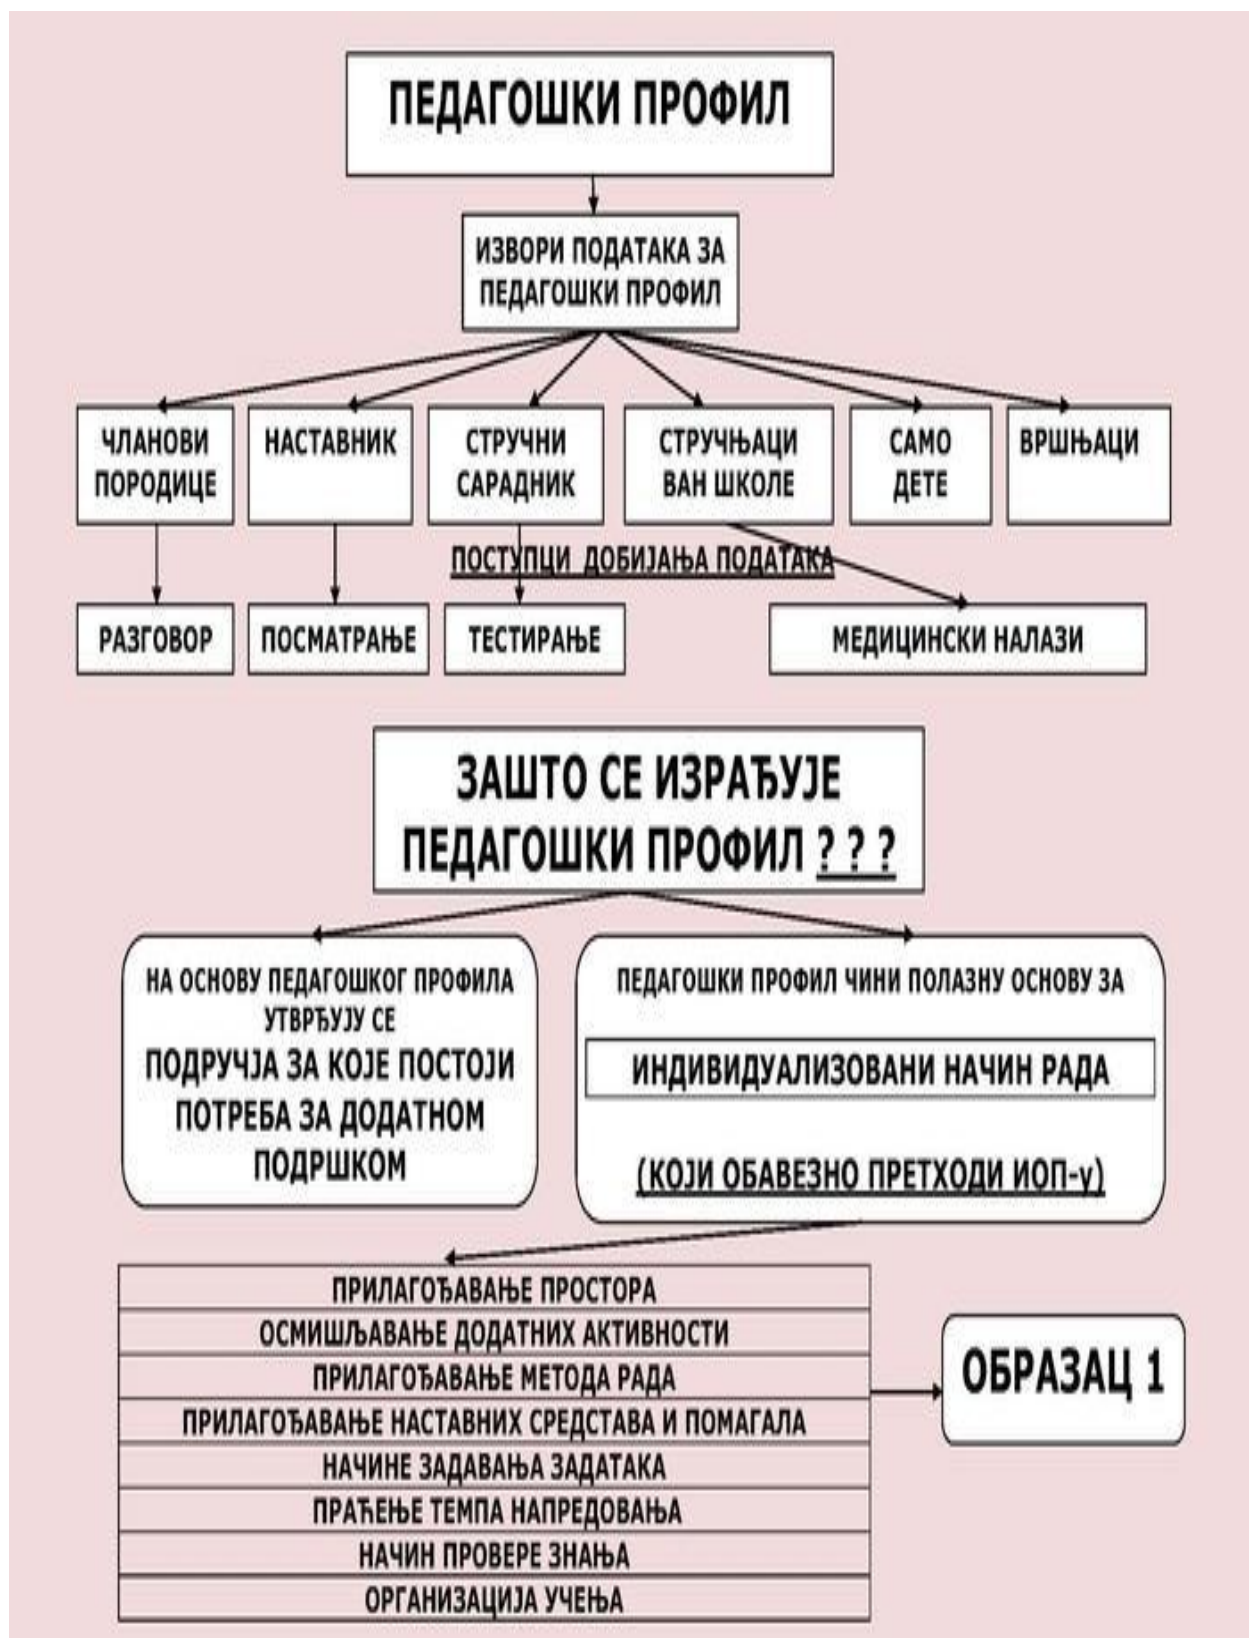 ПЕДАГОШКИ ПРОФИЛ
ИЗВОРИ ПОДАТАКА ЗА
ПЕДАГОШКИ ПРОФИЛ
ЧЛАНОВИ
ПОРОДИЦЕ
НАСТАВНИК
СТРУЧНИ
САРАДНИК
СТРУЧЊАЦИ
ВАН ШКОЛЕ
САМО
ДЕТЕ
ВРШЊАЦИ
ПОСТУПЦИ ДОБИЈАЊА ПОДАТАКА
РАЗГОВОР
ПОСМАТРАЊЕ
ТЕСТИРАЊЕ
МЕДИЦИНСКИ НАЛАЗИ
ЗАШТО СЕ ИЗРАЂУЈЕ
ПЕДАГОШКИ ПРОФИЛ ? ? ?
НА ОСНОВУ ПЕДАГОШКОГ ПРОФИЛА
УТВРЂУЈУ СЕ
ПОДРУЧЈА ЗА КОЈЕ ПОСТОЈИ
ПОТРЕБА ЗА ДОДАТНОМ
ПОДРШКОМ
ПЕДАГОШКИ ПРОФИЛ ЧИНИ ПОЛАЗНУ ОСНОВУ ЗА
ИНДИВИДУАЛИЗОВАНИ НАЧИН РАДА
(КОЈИ ОБАВЕЗНО ПРЕТХОДИ ИОП-у)
ПРИЛАГОЂАВАЊЕ ПРОСТОРА
ОСМИШЉАВАЊЕ ДОДАТНИХ АКТИВНОСТИ
ПРИЛАГОЂАВАЊЕ МЕТОДА РАДА
ПРИЛАГОЂАВАЊЕ НАСТАВНИХ СРЕДСТАВА И ПОМАГАЛА
НАЧИНЕ ЗАДАВАЊА ЗАДАТАКА
ПРАЋЕЊЕ ТЕМПА НАПРЕДОВАЊА
НАЧИН ПРОВЕРЕ ЗНАЊА
ОРГАНИЗАЦИЈА УЧЕЊА
ОБРАЗАЦ 1